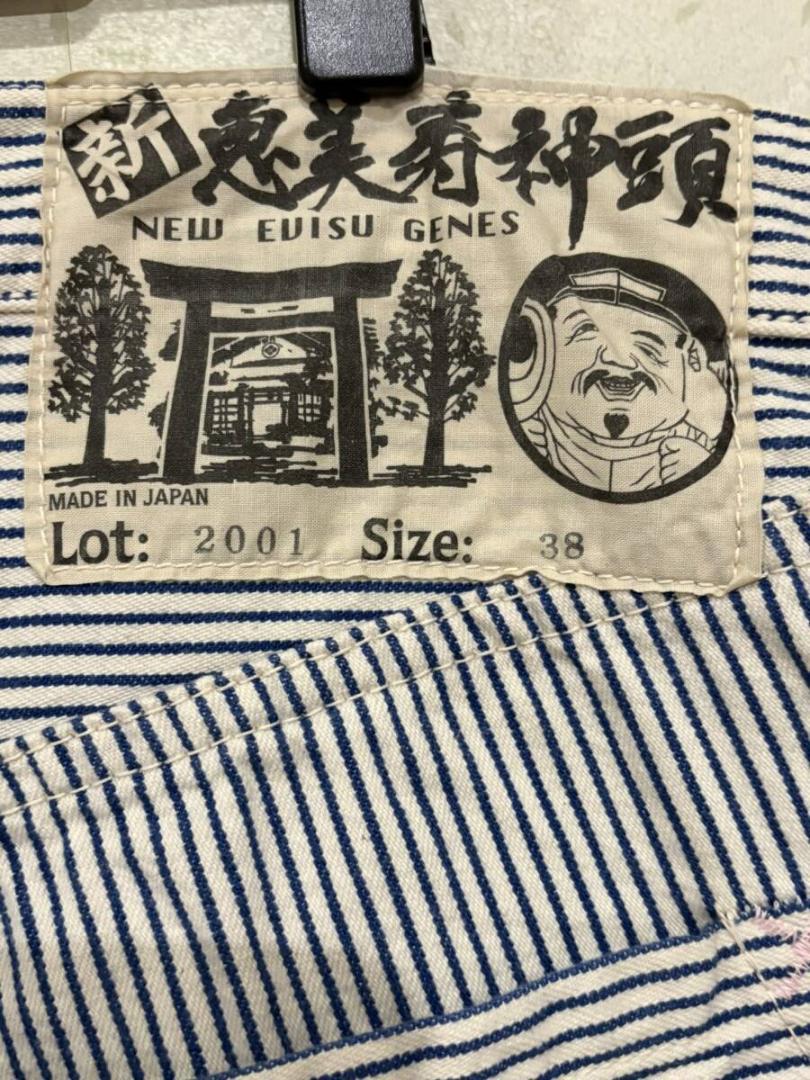 新 恵美寿神頭
NEW EVISU GENES
MADE IN JAPAN
Lot: 2001 Size: 38